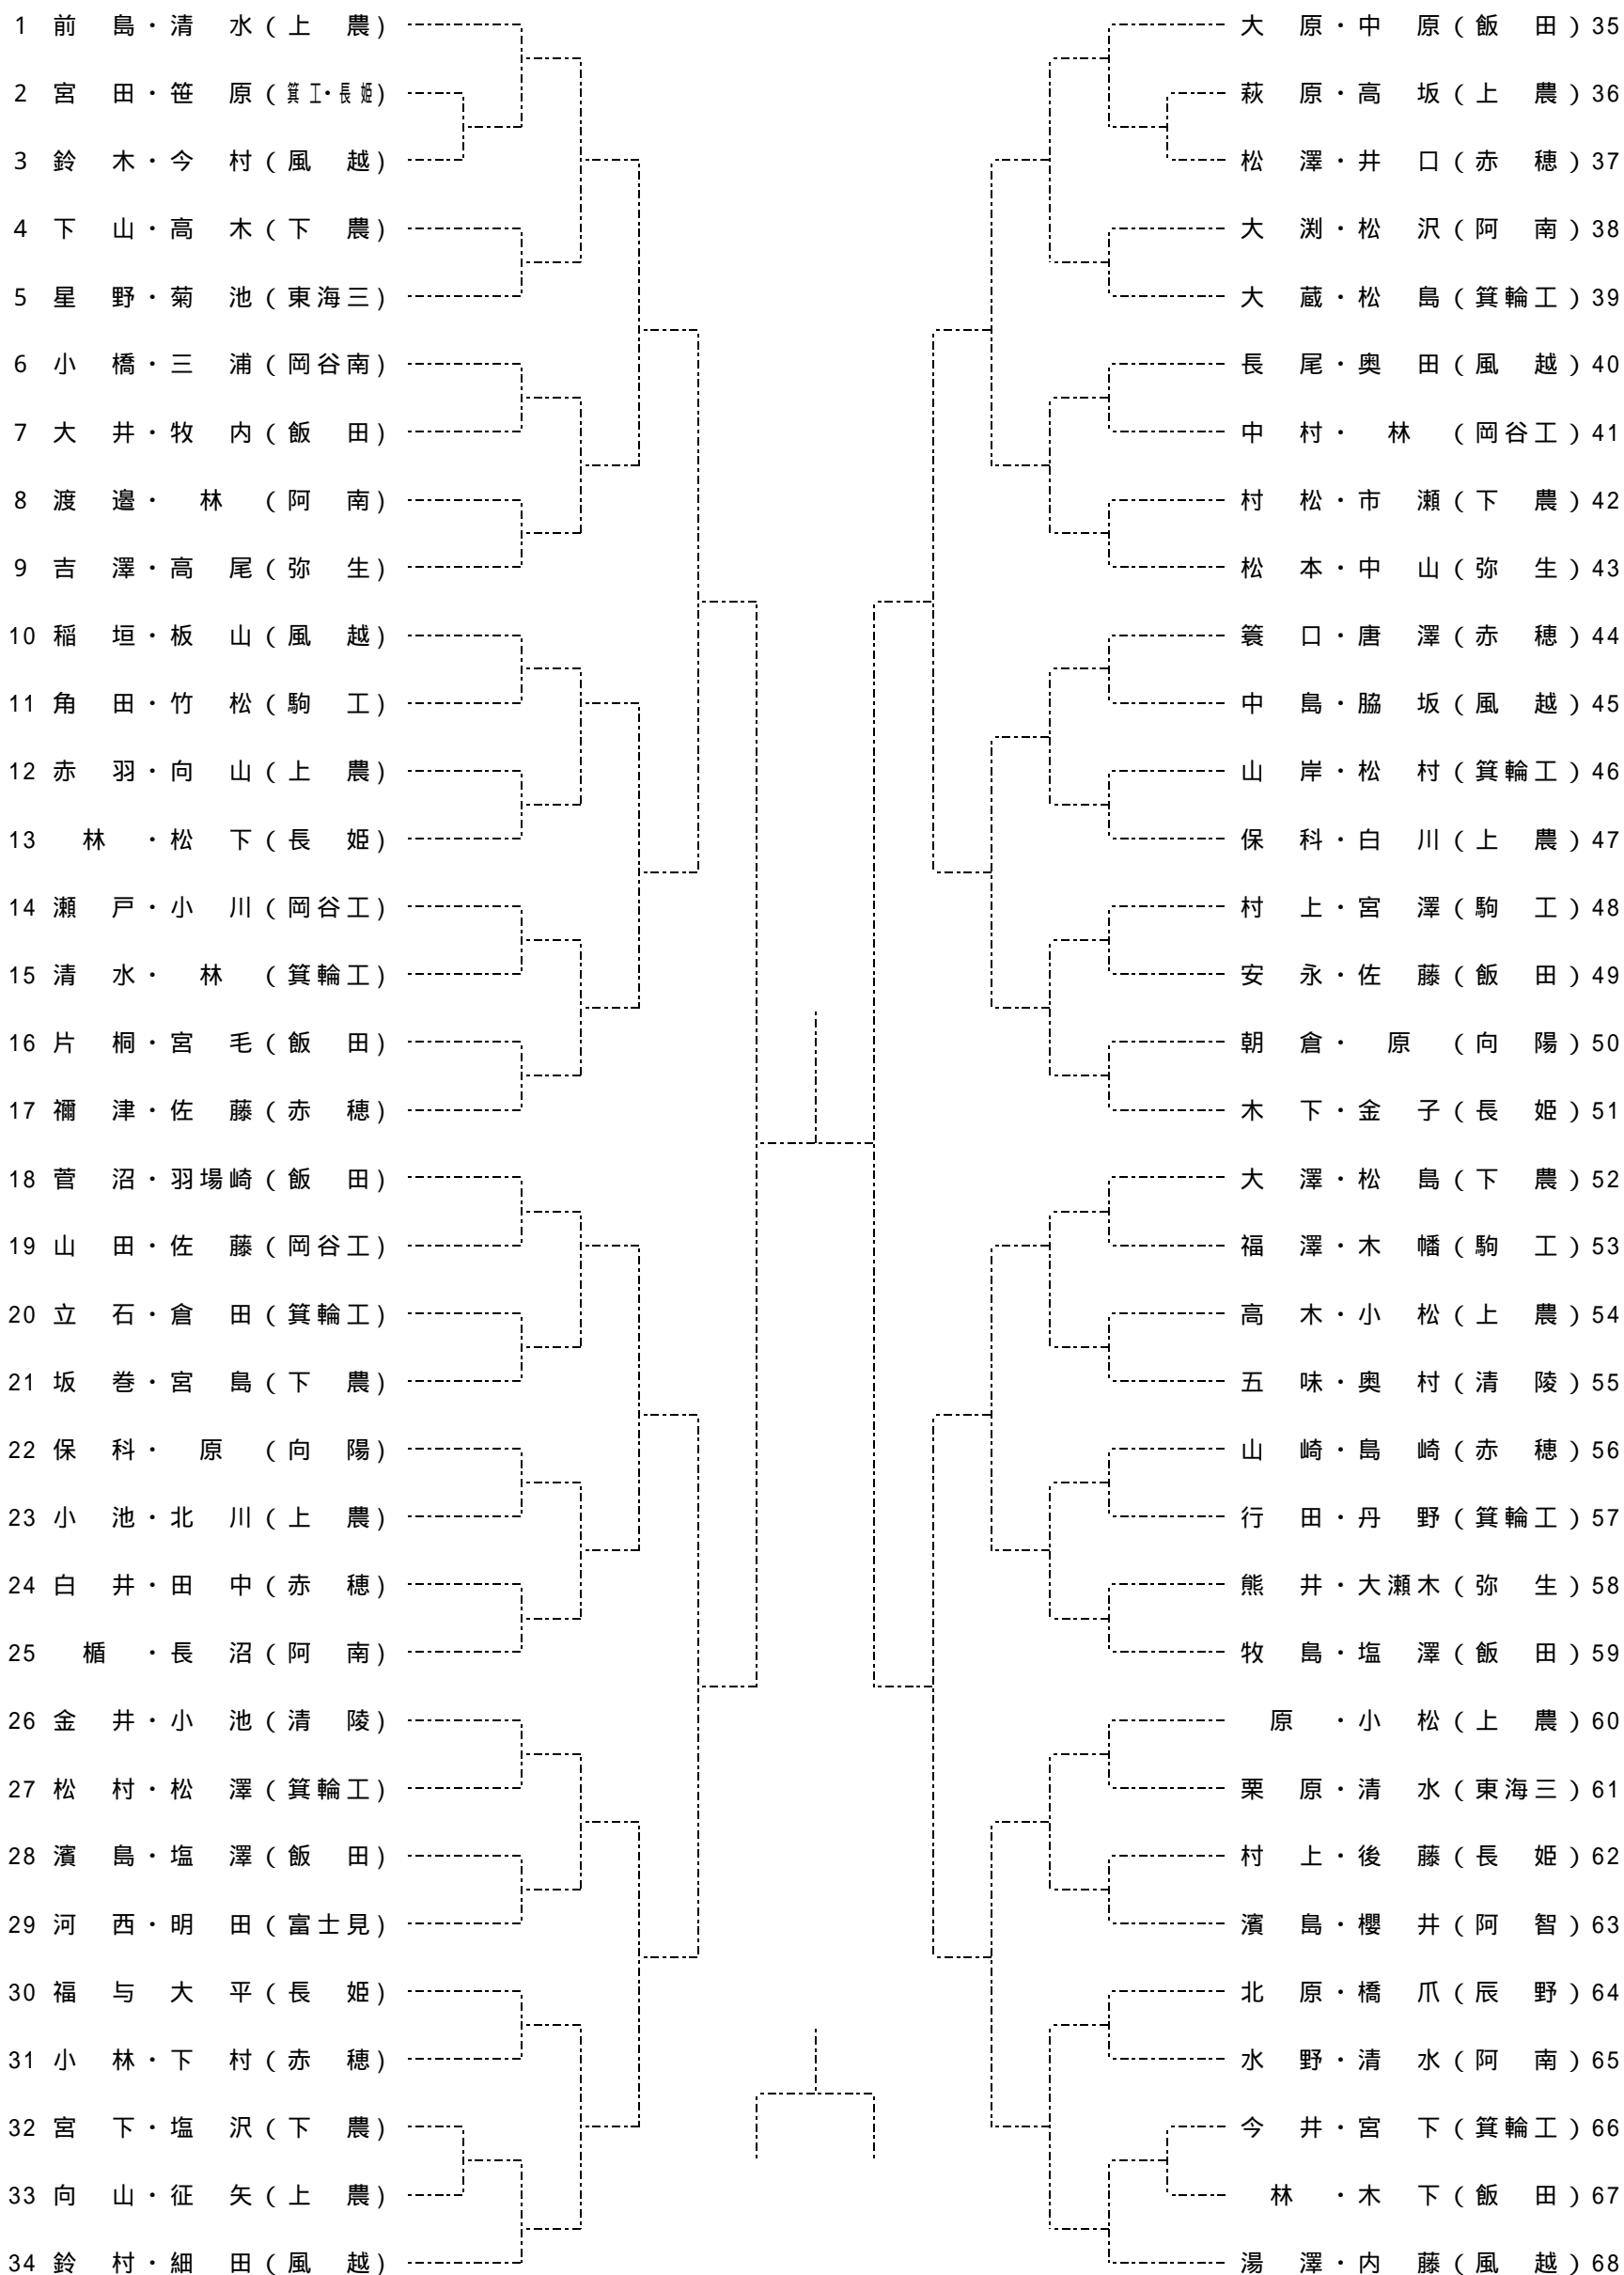 1 前島・清水(上農)
2 宮田・笹原(箕工・長姫)
3 鈴木・今村(風越)
4 下山・高木(下農)
5 星野・菊池(東海三)
6 小橋・三浦(岡谷南)
7 大井・牧内(飯田)
8 渡邉・林(阿南)
9 吉澤・高尾(弥生)
10 稲垣・板山(風越)
11 角田・竹松(駒工)
12 赤羽・向山(上農)
13 林・松下(長姫)
14 瀬戸・小川(岡谷工)
15 清水・林(箕輪工)
16 片桐・宮毛(飯田)
17 禰津・佐藤(赤穂)
18 菅沼・羽場崎(飯田)
19 山田・佐藤(岡谷工)
20 立石・倉田(箕輪工)
21 坂巻・宮島(下農)
22 保科・原(向陽)
23 小池・北川(上農)
24 白井・田中(赤穂)
25 楯・長沼(阿南)
26 金井・小池(清陵)
27 松村・松澤(箕輪工)
28 濱島・塩澤(飯田)
29 河西・明田(富士見)
30 福与大平(長姫)
31 小林・下村(赤穂)
32 宮下・塩沢(下農)
33 向山・征矢(上農)
34 鈴村・細田(風越)
大原・中原(飯田)35
萩原・高坂(上農)36
松澤・井口(赤穂)37
大渕・松沢(阿南)38
大蔵・松島(箕輪工)39
長尾・奥田(風越)40
中村・林(岡谷工)41
村松・市瀬(下農)42
松本・中山(弥生)43
簔口・唐澤(赤穂)44
中島・脇坂(風越)45
山岸・松村(箕輪工)46
保科・白川(上農)47
村上・宮澤(駒工)48
安永・佐藤(飯田)49
朝倉・原(向陽)50
木下・金子(長姫)51
大澤・松島(下農)52
福澤・木幡(駒工)53
高木・小松(上農)54
五味・奥村(清陵)55
山崎・島崎(赤穂)56
行田・丹野(箕輪工)57
熊井・大瀬木(弥生)58
牧島・塩澤(飯田)59
原・小松(上農)60
栗原・清水(東海三)61
村上・後藤(長姫)62
濱島・櫻井(阿智)63
北原・橋爪(辰野)64
水野・清水(阿南)65
今井・宮下(箕輪工)66
林・木下(飯田)67
湯澤・内藤(風越)68